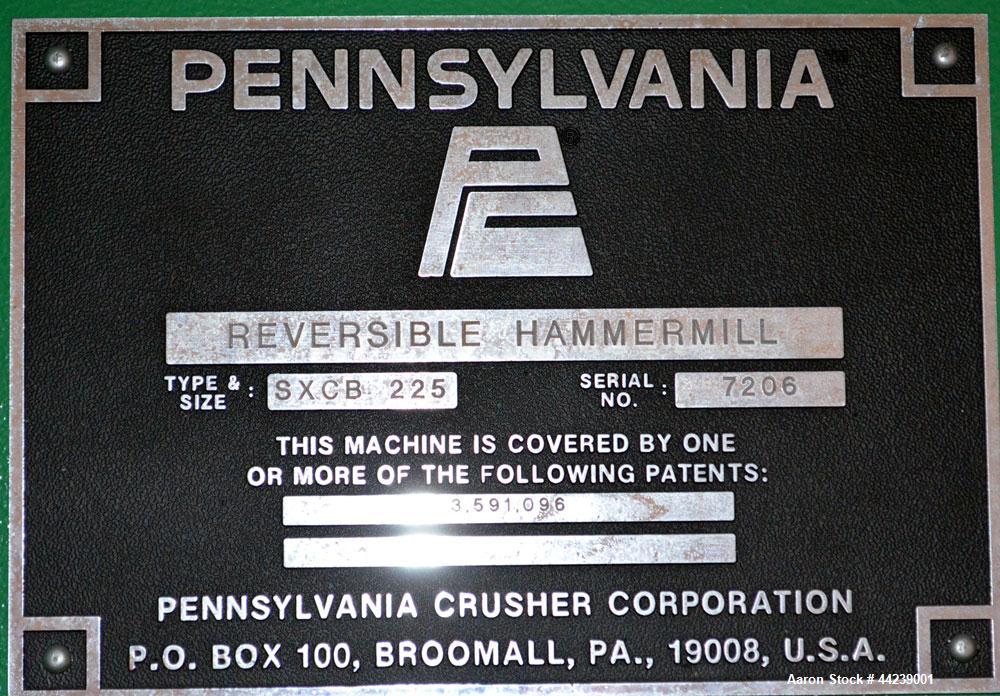 PENNSYLVANIA
PC
REVERSIBLE HAMMERMILL
TYPE & SIZE : SXCB 225 SERIAL NO. : 7206
THIS MACHINE IS COVERED BY ONE
OR MORE OF THE FOLLOWING PATENTS:
3,591,096
PENNSYLVANIA CRUSHER CORPORATION
P.O. BOX 100, BROOMALL, PA., 19008, U.S.A.
Aaron Stock # 44239001